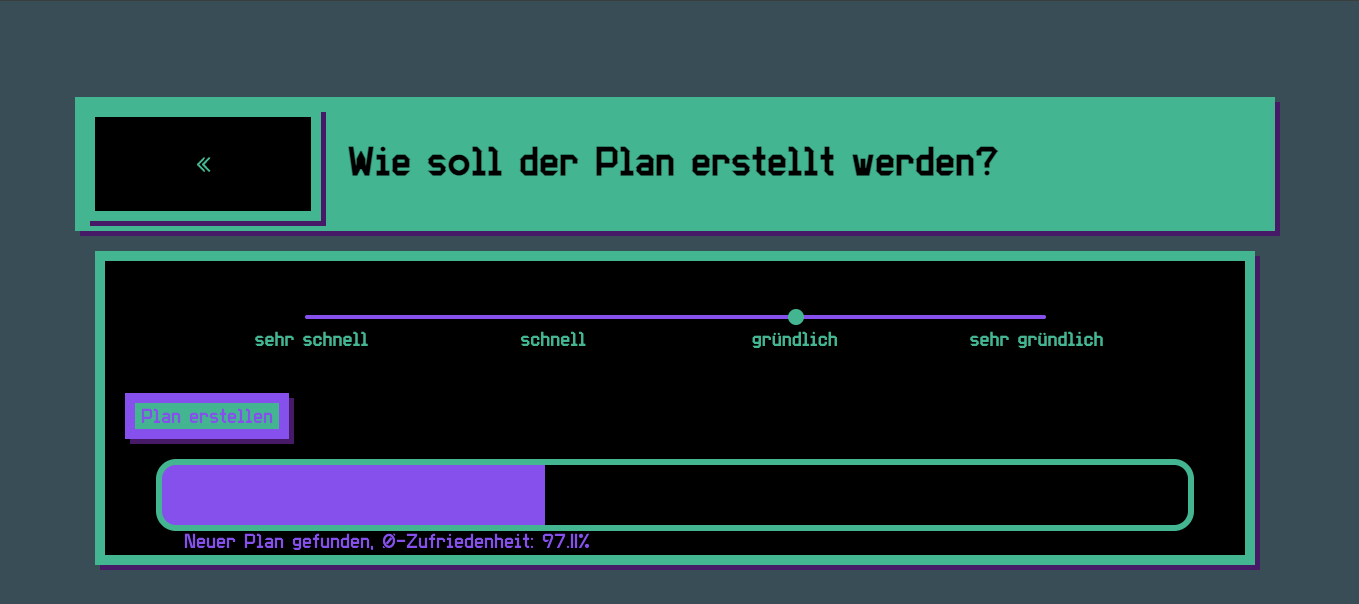 «
Wie soll der Plan erstellt werden?
sehr schnell schnell gründlich sehr gründlich
Plan erstellen
Neuer Plan gefunden, Ø-Zufriedenheit: 97.11%